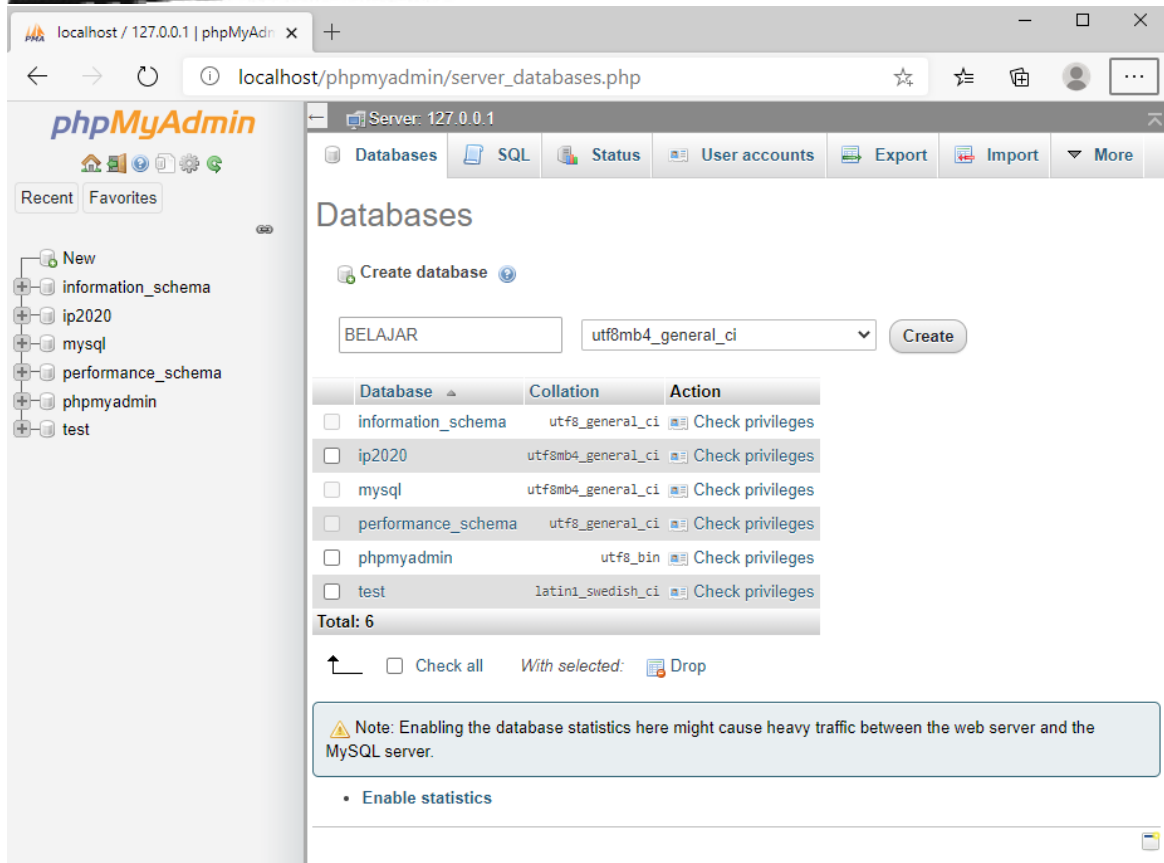 localhost / 127.0.0.1 | phpMyAdn
localhost/phpmyadmin/server_databases.php
phpMyAdmin
Recent Favorites
New
information_schema
ip2020
mysql
performance_schema
phpmyadmin
test
Server: 127.0.0.1
Databases SQL Status User accounts Export Import More
Databases
Create database
BELAJAR utf8mb4_general_ci Create
Database Collation Action
information_schema utf8_general_ci Check privileges
ip2020 utf8mb4_general_ci Check privileges
mysql utf8mb4_general_ci Check privileges
performance_schema utf8_general_ci Check privileges
phpmyadmin utf8_bin Check privileges
test latin1_swedish_ci Check privileges
Total: 6
Check all With selected: Drop
Note: Enabling the database statistics here might cause heavy traffic between the web server and the
MySQL server.
Enable statistics